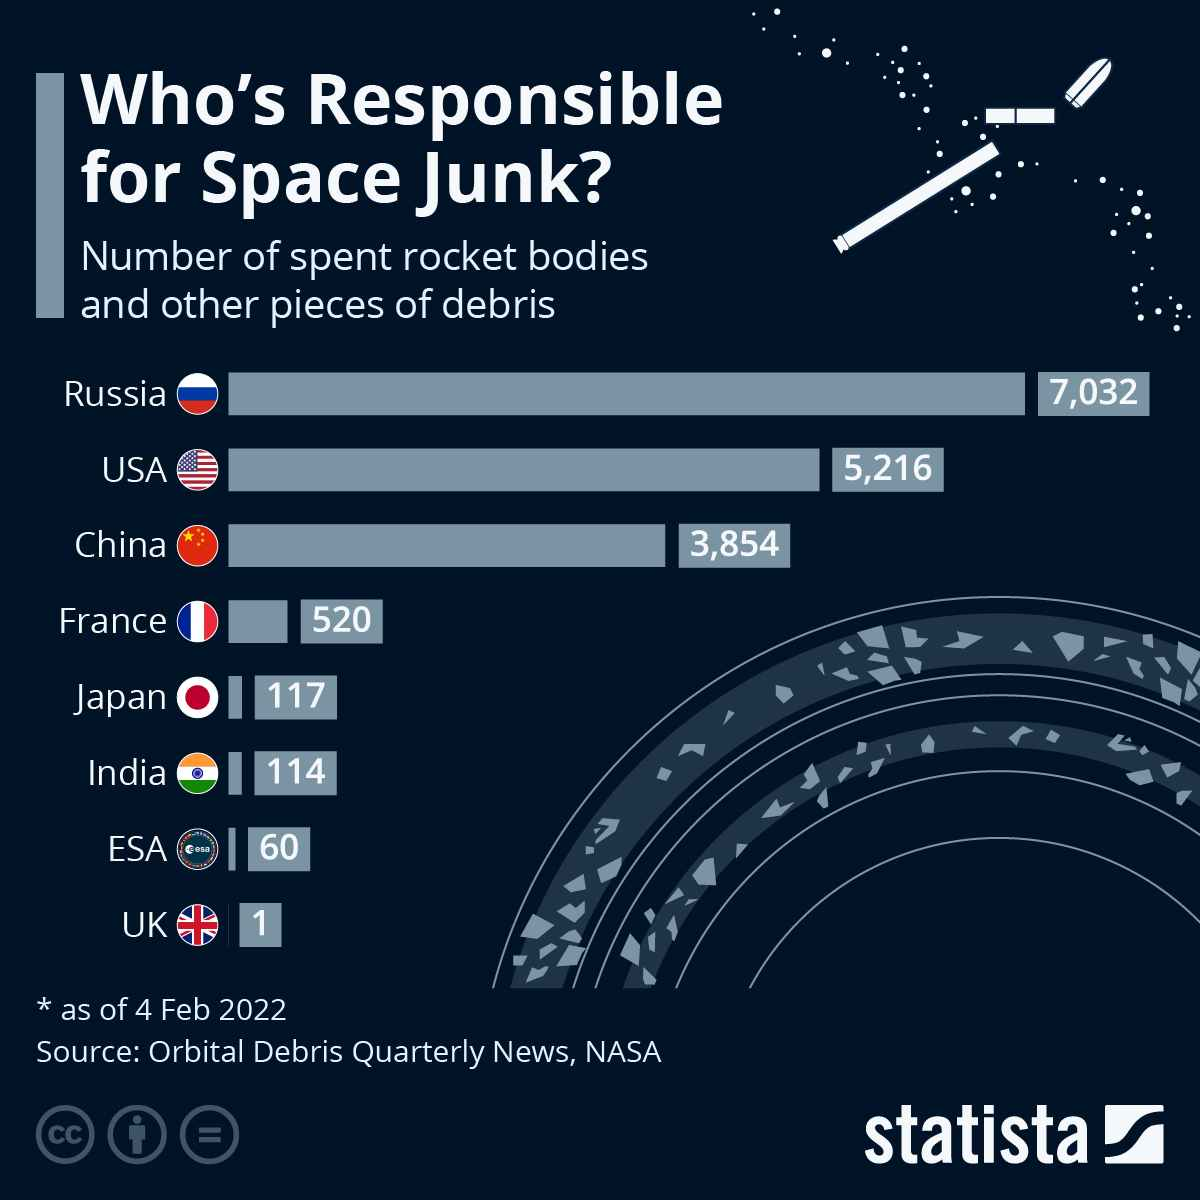 Who’s Responsible
for Space Junk?
Number of spent rocket bodies
and other pieces of debris
Russia 7,032
USA 5,216
China 3,854
France 520
Japan 117
India 114
ESA esa 60
UK 1
* as of 4 Feb 2022
Source: Orbital Debris Quarterly News, NASA
cc =
statista